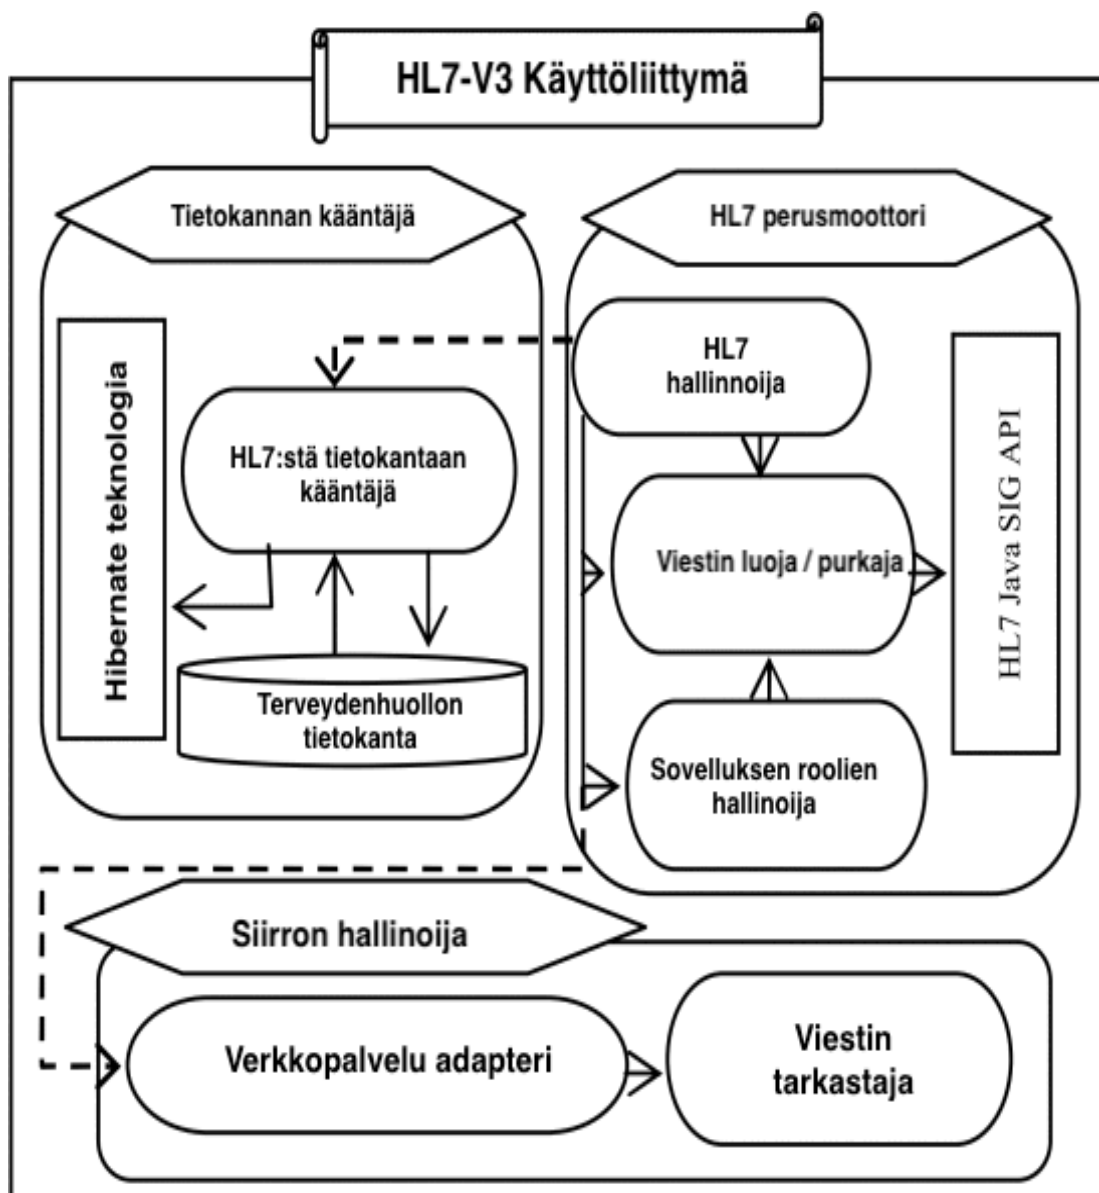 HL7-V3 Käyttöliittymä
Tietokannan kääntäjä
HL7 perusmoottori
Hibernate teknologia
HL7:stä tietokantaan
kääntäjä
Terveydenhuollon
tietokanta
HL7
hallinnoija
Viestin luoja / purkaja
Sovelluksen roolien
hallinoija
HL7 Java SIG API
Siirron hallinoija
Verkkopalvelu adapteri
Viestin
tarkastaja